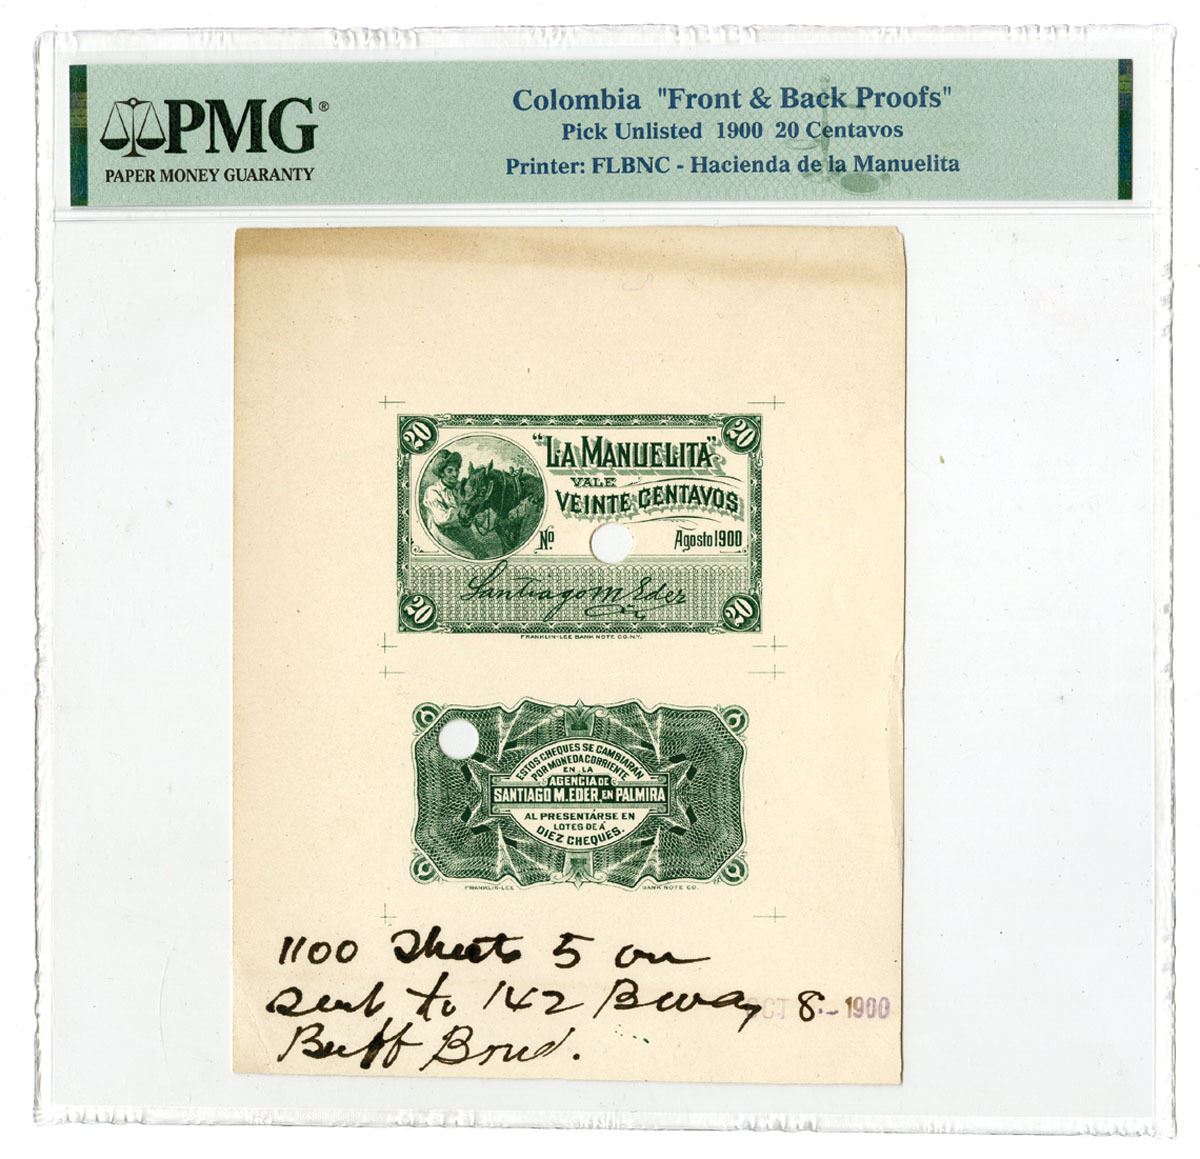 PMG®
PAPER MONEY GUARANTY
Colombia "Front & Back Proofs"
Pick Unlisted 1900 20 Centavos
Printer: FLBNC - Hacienda de la Manuelita
20
20
"LA MANUELITA"
VALE
VEINTE CENTAVOS
Nº
Agosto 1900
Santiago M Eder
20
20
FRANKLIN-LEE BANK NOTE CO. N.Y.
ESTOS CHEQUES SE CAMBIARÁN
POR MONEDA CORRIENTE
EN LA
AGENCIA DE
SANTIAGO M. EDER, EN PALMIRA
AL PRESENTÁRSE EN
LOTES DE Á
DIEZ CHEQUES.
FRANKLIN-LEE BANK NOTE CO.
1100 Sheets 5 on
sent to 142 Bway OCT 8 - 1900
Buff Bond.